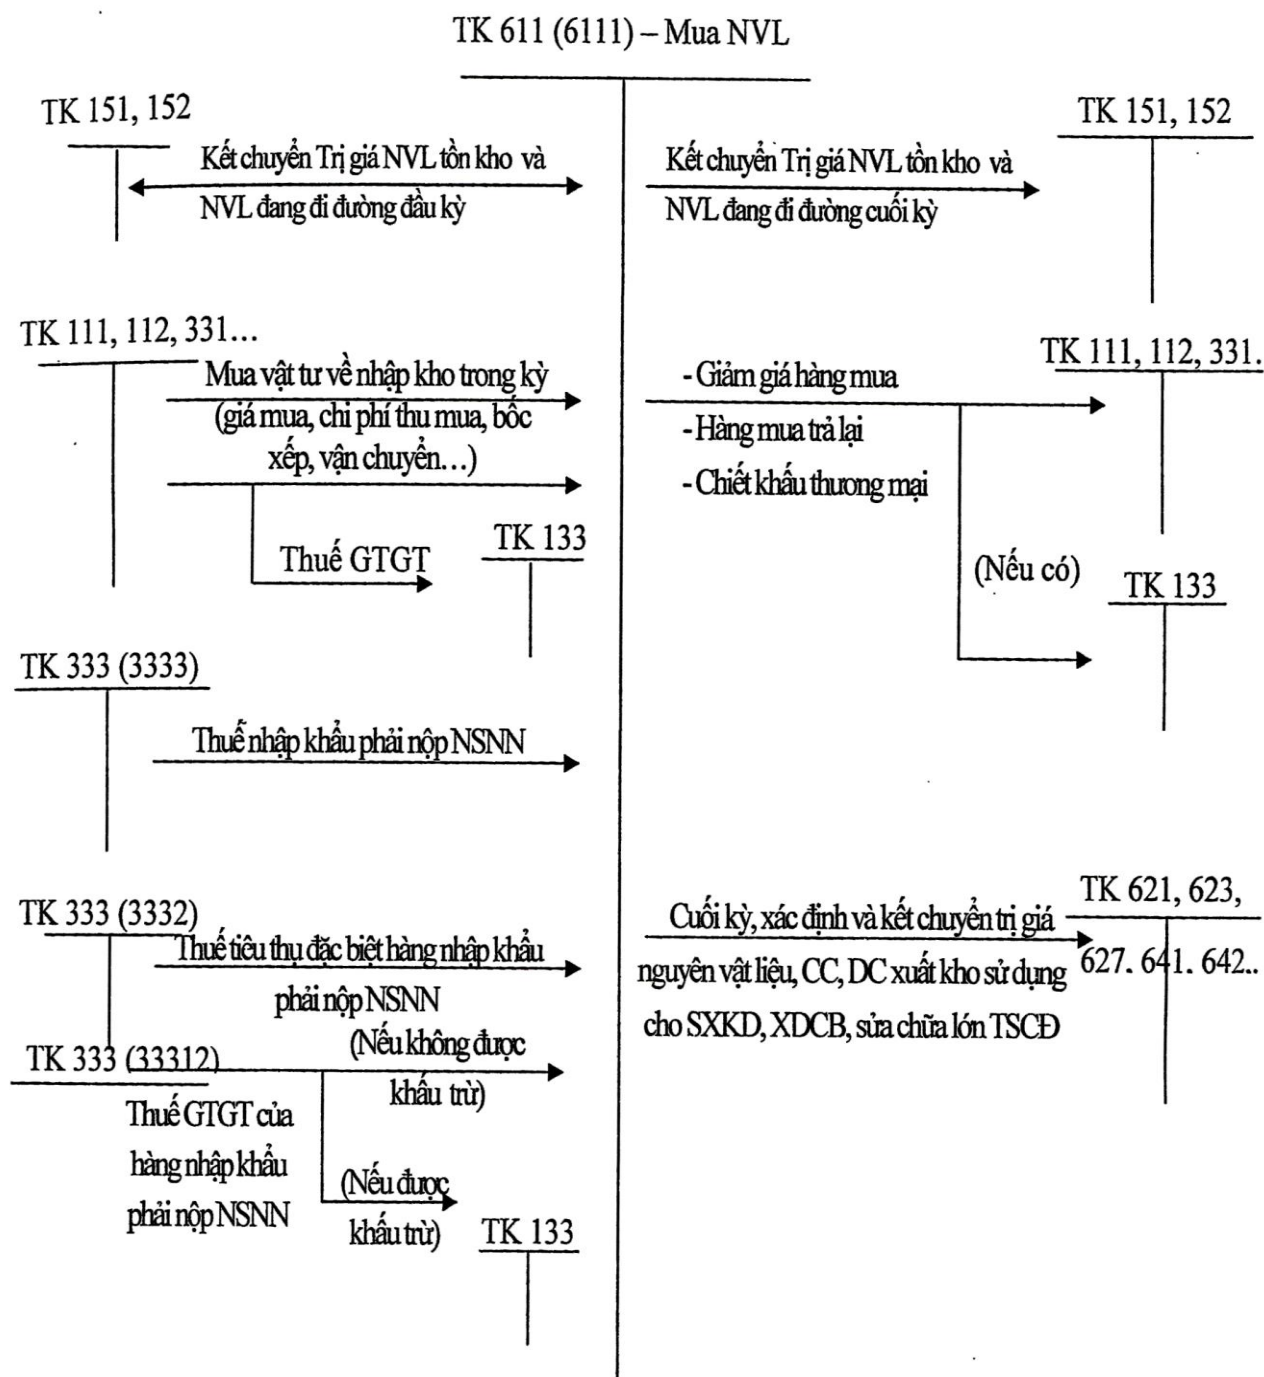 TK 611 (6111) – Mua NVL
TK 151, 152
Kết chuyển Trị giá NVL tồn kho và
NVL đang đi đường đầu kỳ
Kết chuyển Trị giá NVL tồn kho và
NVL đang đi đường cuối kỳ
TK 151, 152
TK 111, 112, 331...
Mua vật tư về nhập kho trong kỳ
(giá mua, chi phí thu mua, bốc
xếp, vận chuyển...)
Thuế GTGT
TK 133
- Giảm giá hàng mua
- Hàng mua trả lại
- Chiết khấu thương mại
TK 111, 112, 331.
(Nếu có)
TK 133
TK 333 (3333)
Thuế nhập khẩu phải nộp NSNN
TK 333 (3332)
Thuế tiêu thụ đặc biệt hàng nhập khẩu
phải nộp NSNN
Cuối kỳ, xác định và kết chuyển trị giá
nguyên vật liệu, CC, DC xuất kho sử dụng
cho SXKD, XDCB, sửa chữa lớn TSCĐ
TK 621, 623,
627. 641. 642..
TK 333 (33312)
(Nếu không được
khấu trừ)
Thuế GTGT của
hàng nhập khẩu
phải nộp NSNN
(Nếu được
khấu trừ)
TK 133